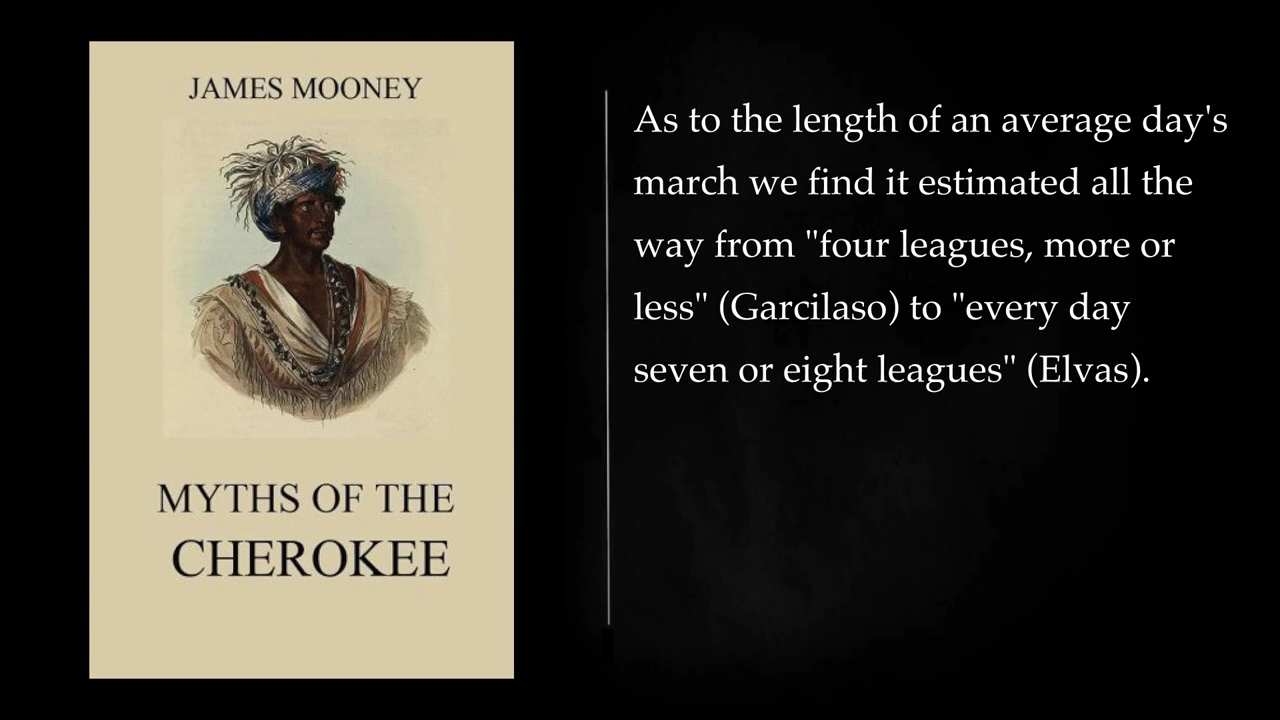 JAMES MOONEY
MYTHS OF THE
CHEROKEE
As to the length of an average day's
march we find it estimated all the
way from "four leagues, more or
less" (Garcilaso) to "every day
seven or eight leagues" (Elvas).